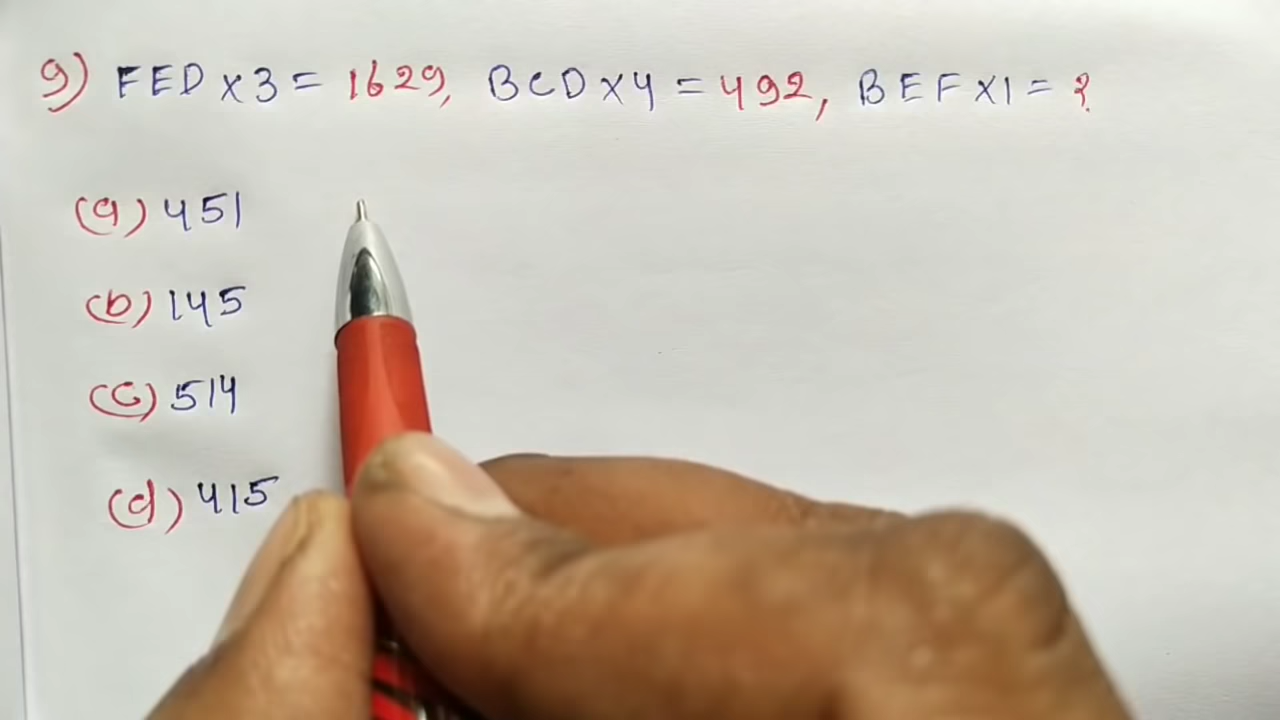 9) FED x 3 = 1629, BCD x 4 = 492, BEF x 1 = ?
(a) 451
(b) 145
(c) 514
(d) 415